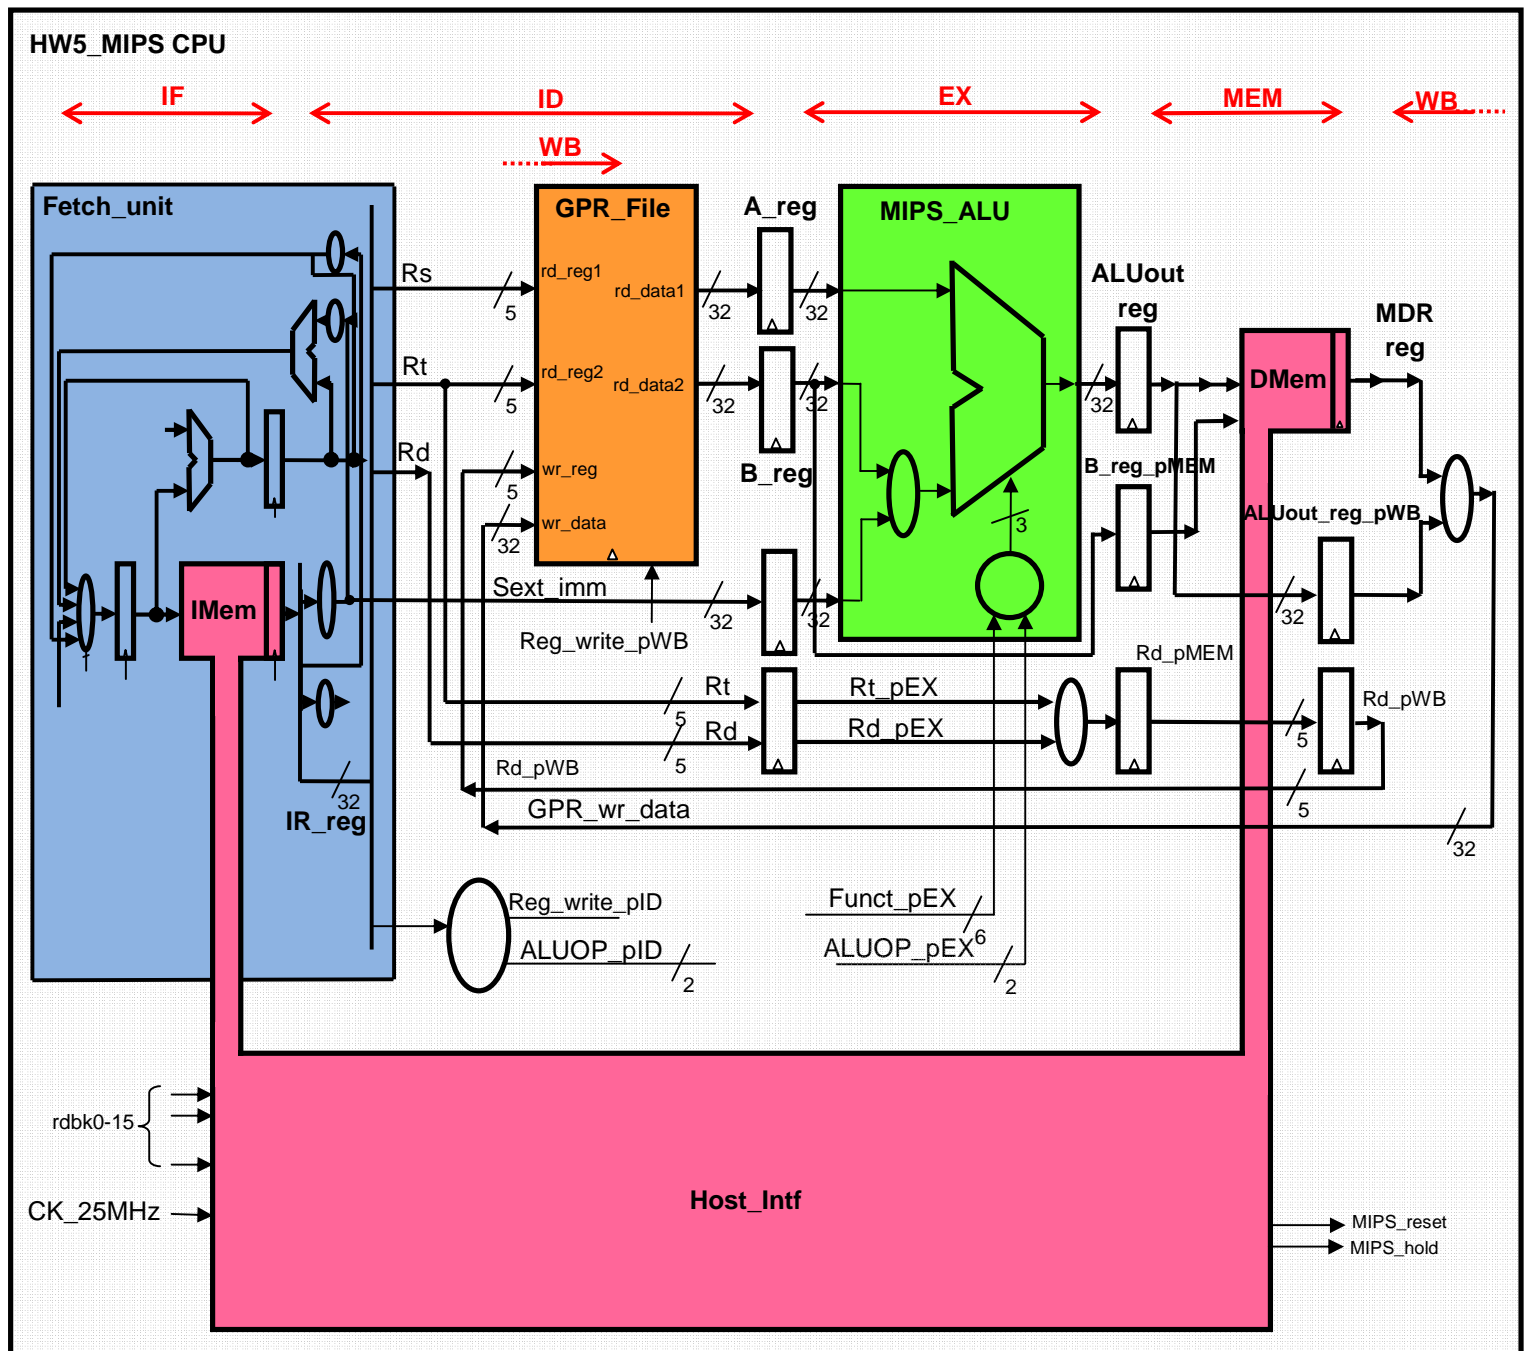 HW5_MIPS CPU
IF
ID
EX
MEM
WB
WB
Fetch_unit
GPR_File
A_reg
MIPS_ALU
Rs
rd_reg1
rd_data1
5
32
32
ALUout
reg
MDR
reg
Rt
rd_reg2
rd_data2
5
32
32
32
DMem
Rd
wr_reg
B_reg
B_reg_pMEM
5
wr_data
32
3
ALUout_reg_pWB
IMem
Sext_imm
32
32
32
Reg_write_pWB
Rd_pMEM
Rt
Rt_pEX
5
Rd
Rd_pEX
5
5
Rd_pWB
Rd_pWB
32
IR_reg
GPR_wr_data
5
32
Reg_write_pID
Funct_pEX
6
ALUOP_pID
2
ALUOP_pEX
2
rdbk0-15
CK_25MHz
Host_Intf
MIPS_reset
MIPS_hold